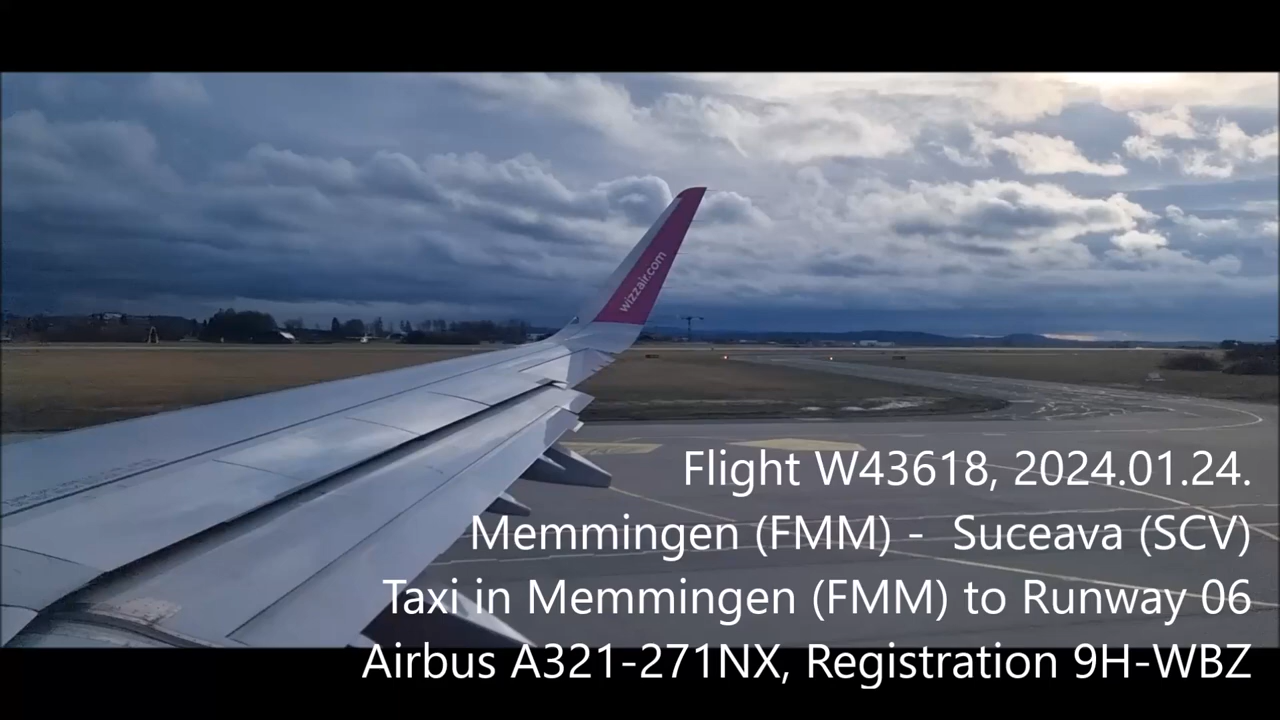 wizzair.com
Flight W43618, 2024.01.24.
Memmingen (FMM) - Suceava (SCV)
Taxi in Memmingen (FMM) to Runway 06
Airbus A321-271NX, Registration 9H-WBZ